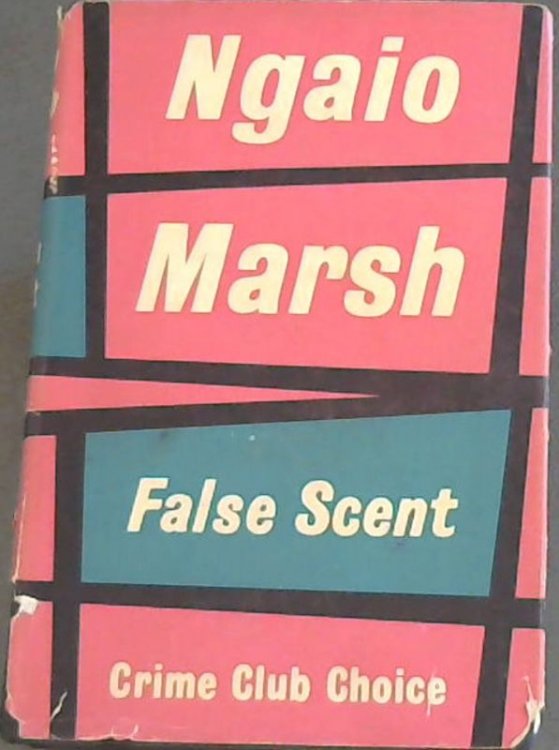 Ngaio
Marsh
False Scent
Crime Club Choice